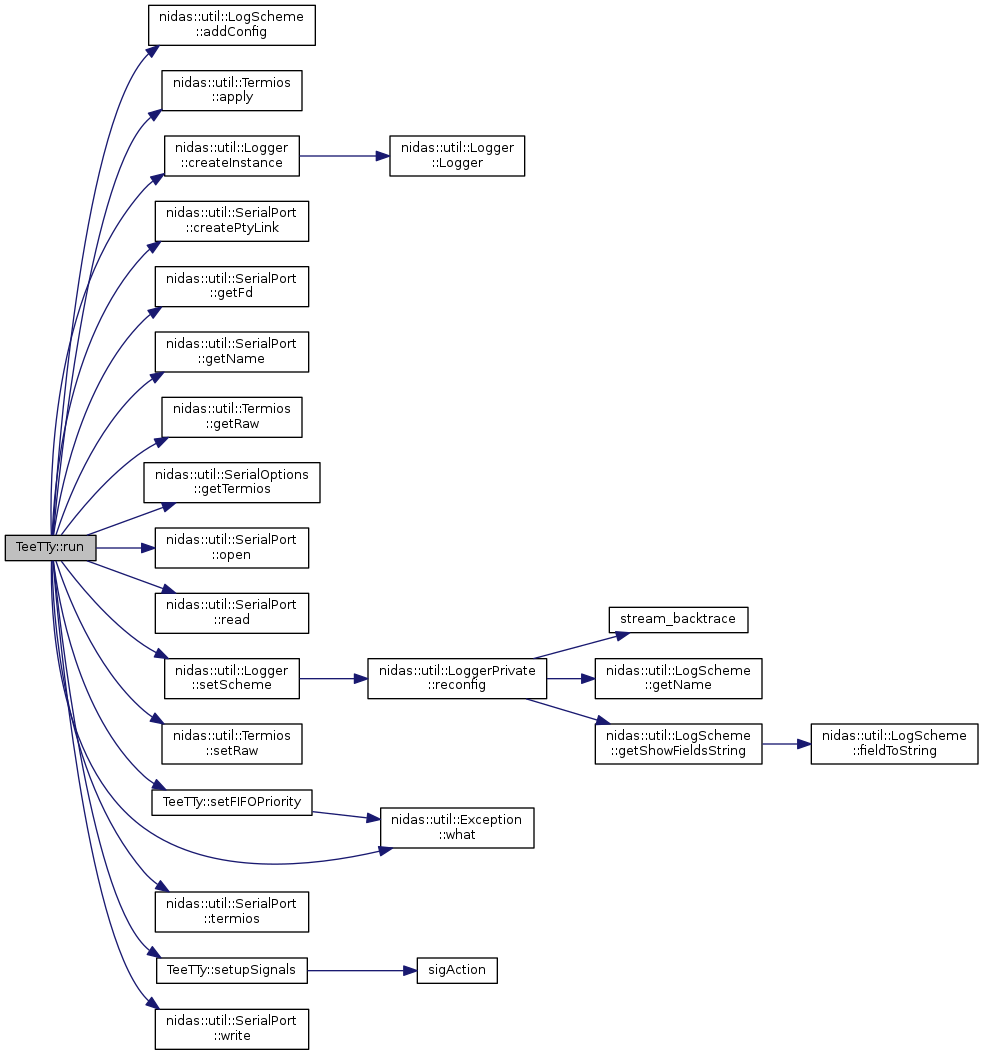 nidas::util::LogScheme
::addConfig
nidas::util::Termios
::apply
nidas::util::Logger
::createInstance
nidas::util::Logger
::Logger
nidas::util::SerialPort
::createPtyLink
nidas::util::SerialPort
::getFd
nidas::util::SerialPort
::getName
nidas::util::Termios
::getRaw
nidas::util::SerialOptions
::getTermios
TeeTTy::run
nidas::util::SerialPort
::open
nidas::util::SerialPort
::read
stream_backtrace
nidas::util::Logger
::setScheme
nidas::util::LoggerPrivate
::reconfig
nidas::util::LogScheme
::getName
nidas::util::Termios
::setRaw
nidas::util::LogScheme
::getShowFieldsString
nidas::util::LogScheme
::fieldToString
TeeTTy::setFIFOPriority
nidas::util::Exception
::what
nidas::util::SerialPort
::termios
TeeTTy::setupSignals
sigAction
nidas::util::SerialPort
::write